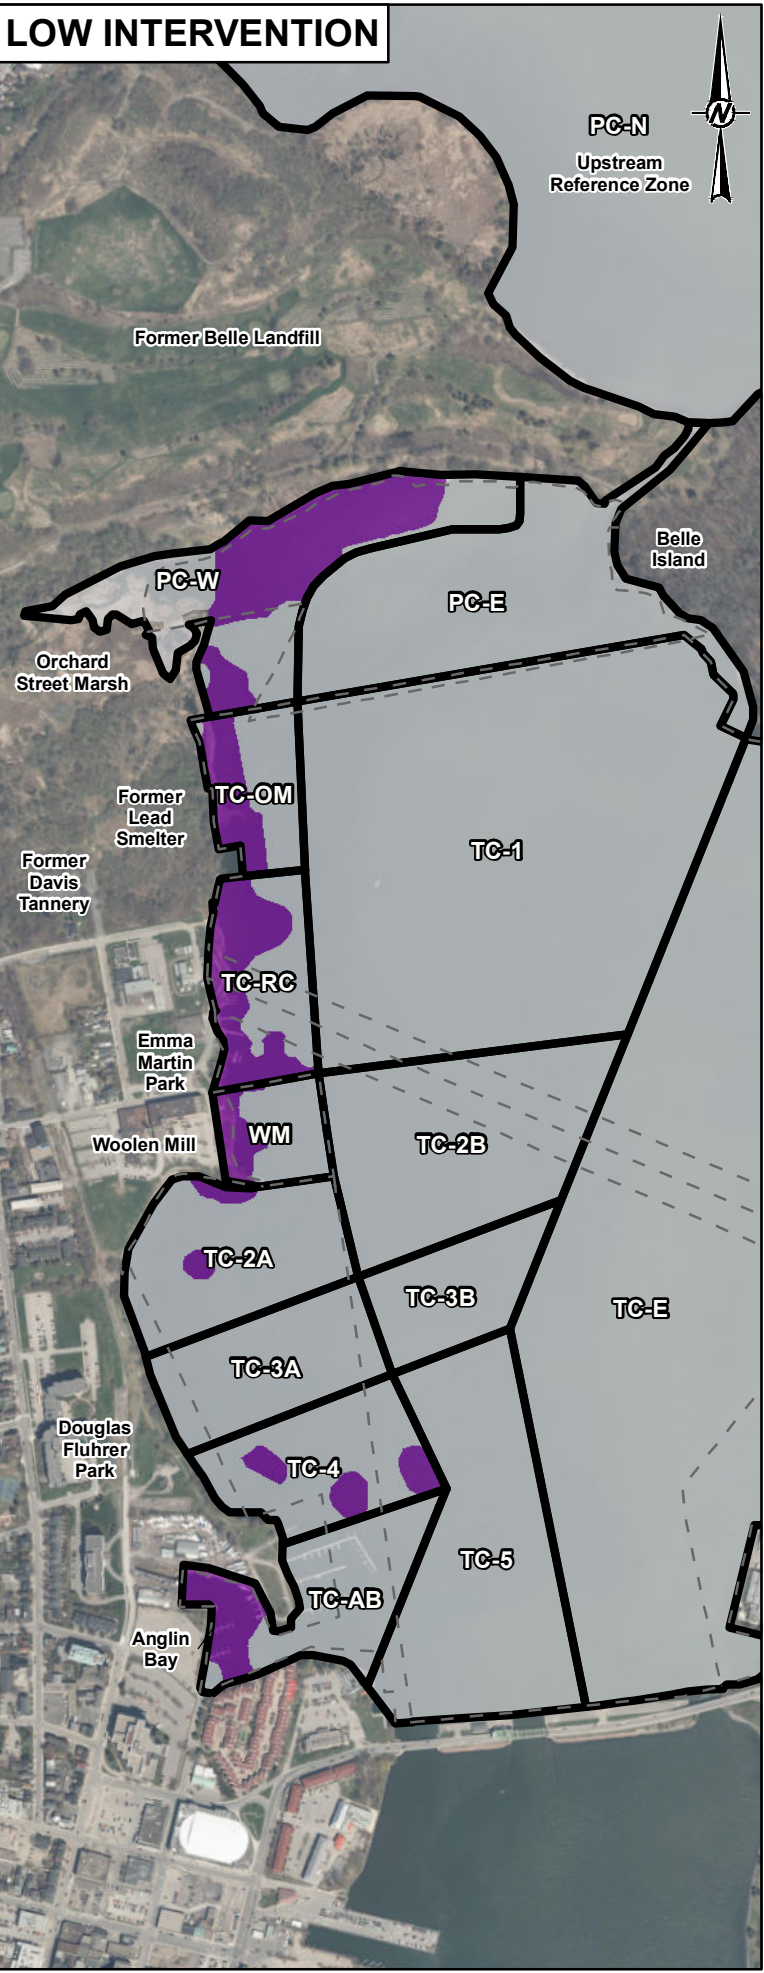 LOW INTERVENTION
PC-N
N
Upstream
Reference Zone
Former Belle Landfill
Belle
Island
PC-W
PC-E
Orchard
Street Marsh
TC-OM
Former
Lead
Smelter
TC-1
Former
Davis
Tannery
TC-RC
Emma
Martin
Park
WM
Woolen Mill
TC-2B
TC-2A
TC-3B
TC-E
TC-3A
Douglas
Fluhrer
Park
TC-4
TC-5
TC-AB
Anglin
Bay